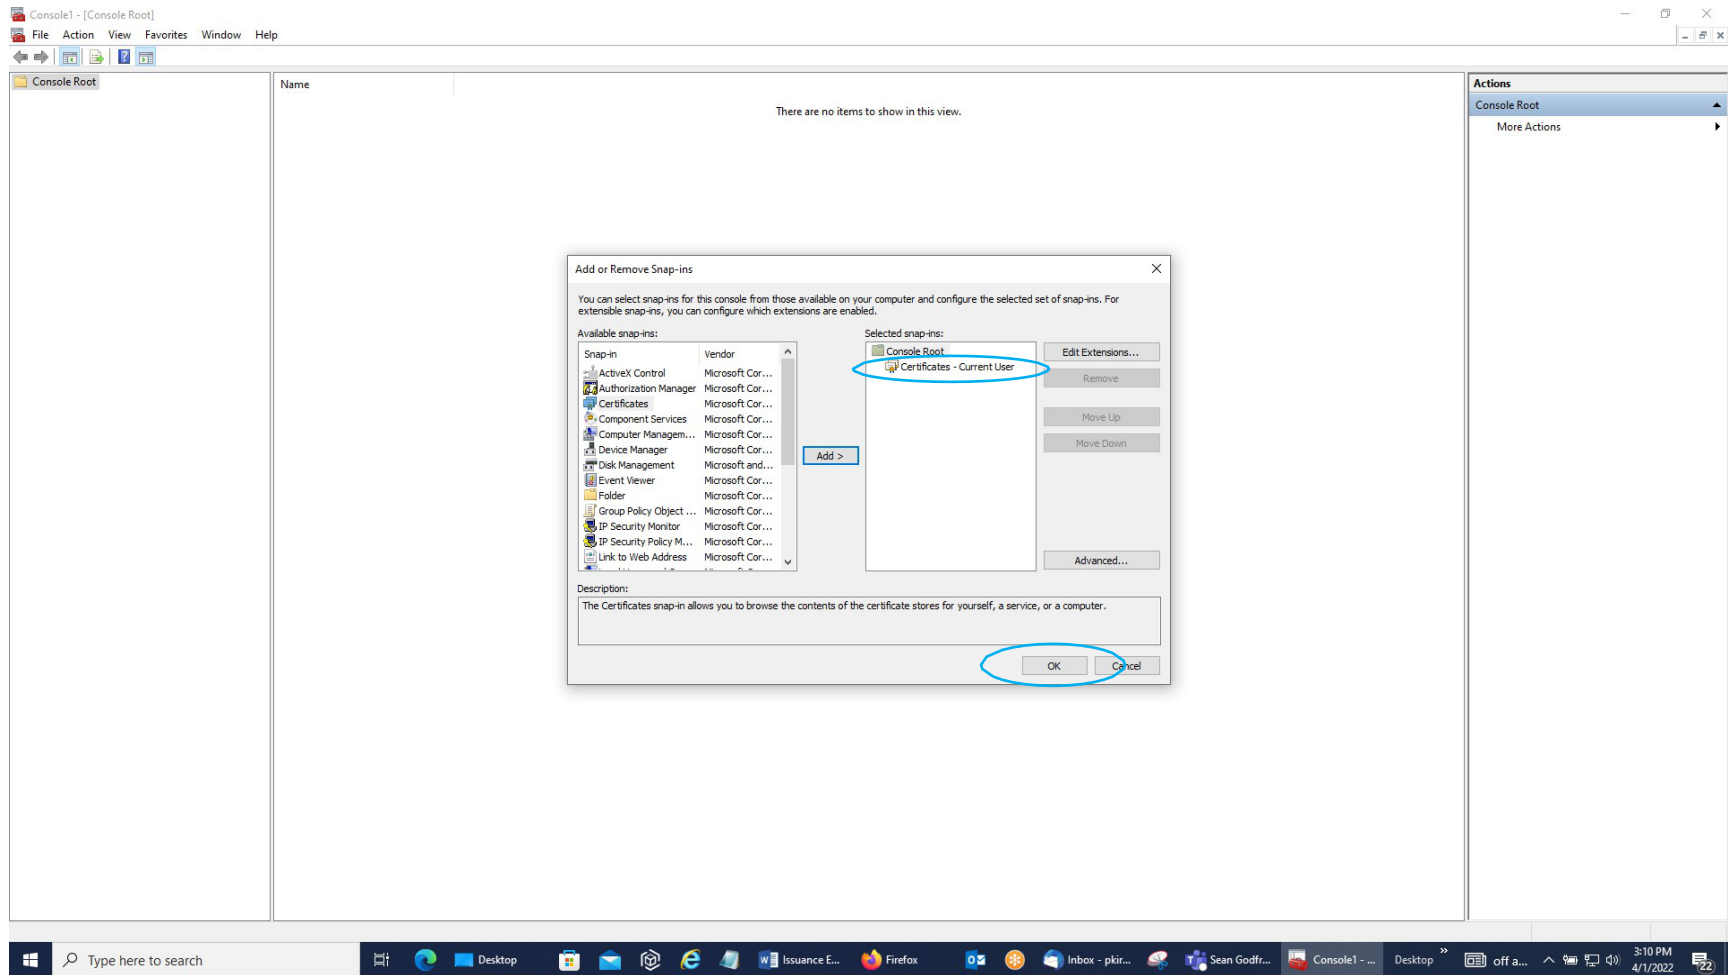 Console1 - [Console Root]
File Action View Favorites Window Help
Console Root
Name
There are no items to show in this view.
Actions
Console Root
More Actions
Add or Remove Snap-ins
You can select snap-ins for this console from those available on your computer and configure the selected set of snap-ins. For
extensible snap-ins, you can configure which extensions are enabled.
Available snap-ins:
Snap-in Vendor
ActiveX Control Microsoft Cor...
Authorization Manager Microsoft Cor...
Certificates Microsoft Cor...
Component Services Microsoft Cor...
Computer Managem... Microsoft Cor...
Device Manager Microsoft Cor...
Disk Management Microsoft and...
Event Viewer Microsoft Cor...
Folder Microsoft Cor...
Group Policy Object ... Microsoft Cor...
IP Security Monitor Microsoft Cor...
IP Security Policy M... Microsoft Cor...
Link to Web Address Microsoft Cor...
Add >
Selected snap-ins:
Console Root
Certificates - Current User
Edit Extensions...
Remove
Move Up
Move Down
Advanced...
Description:
The Certificates snap-in allows you to browse the contents of the certificate stores for yourself, a service, or a computer.
OK Cancel
Type here to search Desktop Issuance E... Firefox Inbox - pkir... Sean Godfr... Console1 - ... Desktop » off a... 3:10 PM
4/1/2022 22